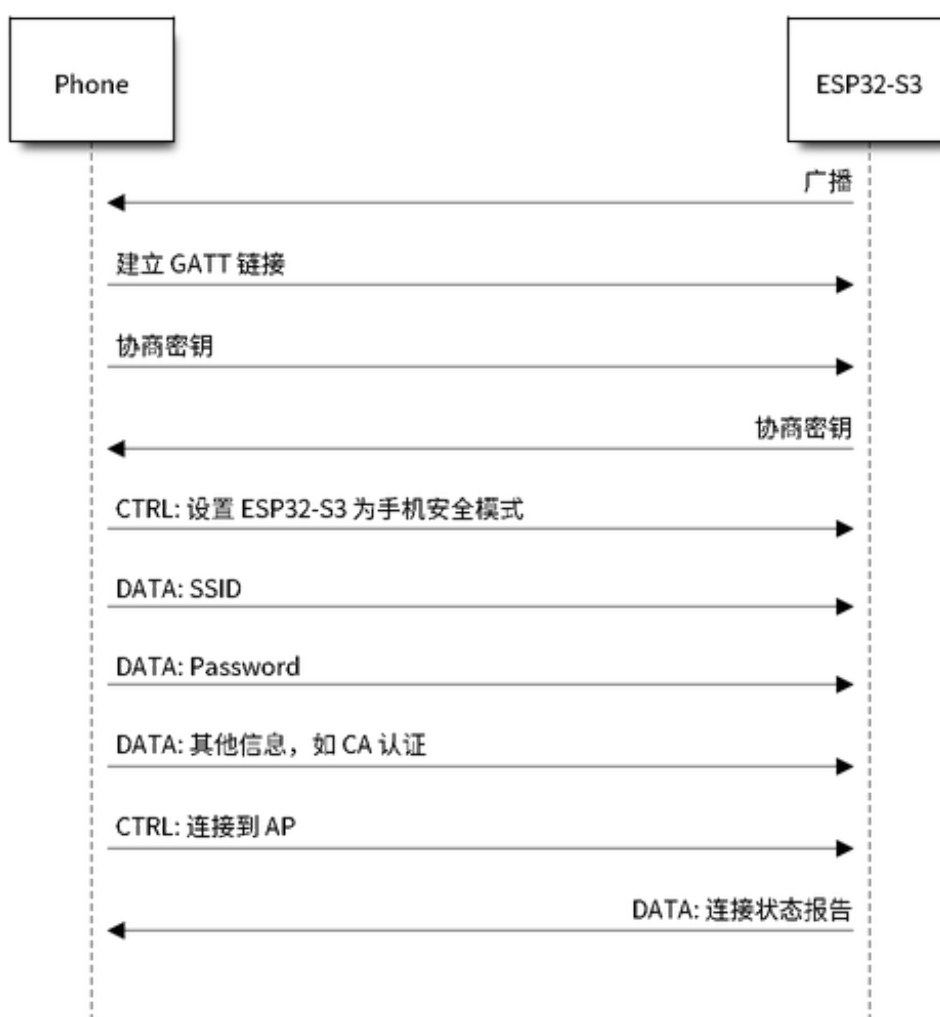 Phone
ESP32-S3
广播
建立 GATT 链接
协商密钥
协商密钥
CTRL: 设置 ESP32-S3 为手机安全模式
DATA: SSID
DATA: Password
DATA: 其他信息，如 CA 认证
CTRL: 连接到 AP
DATA: 连接状态报告